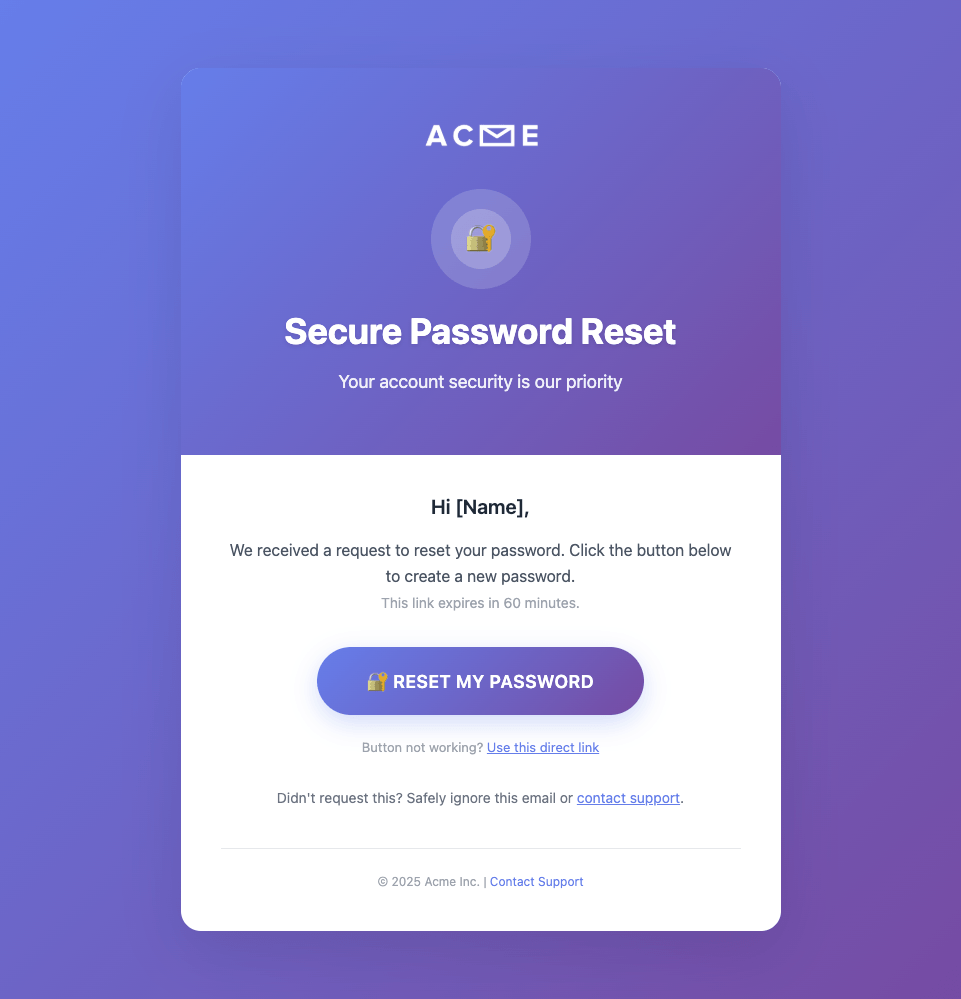 ACME
Secure Password Reset
Your account security is our priority
Hi [Name],
We received a request to reset your password. Click the button below
to create a new password.
This link expires in 60 minutes.
🔐 RESET MY PASSWORD
Button not working? Use this direct link
Didn't request this? Safely ignore this email or contact support.
© 2025 Acme Inc. | Contact Support